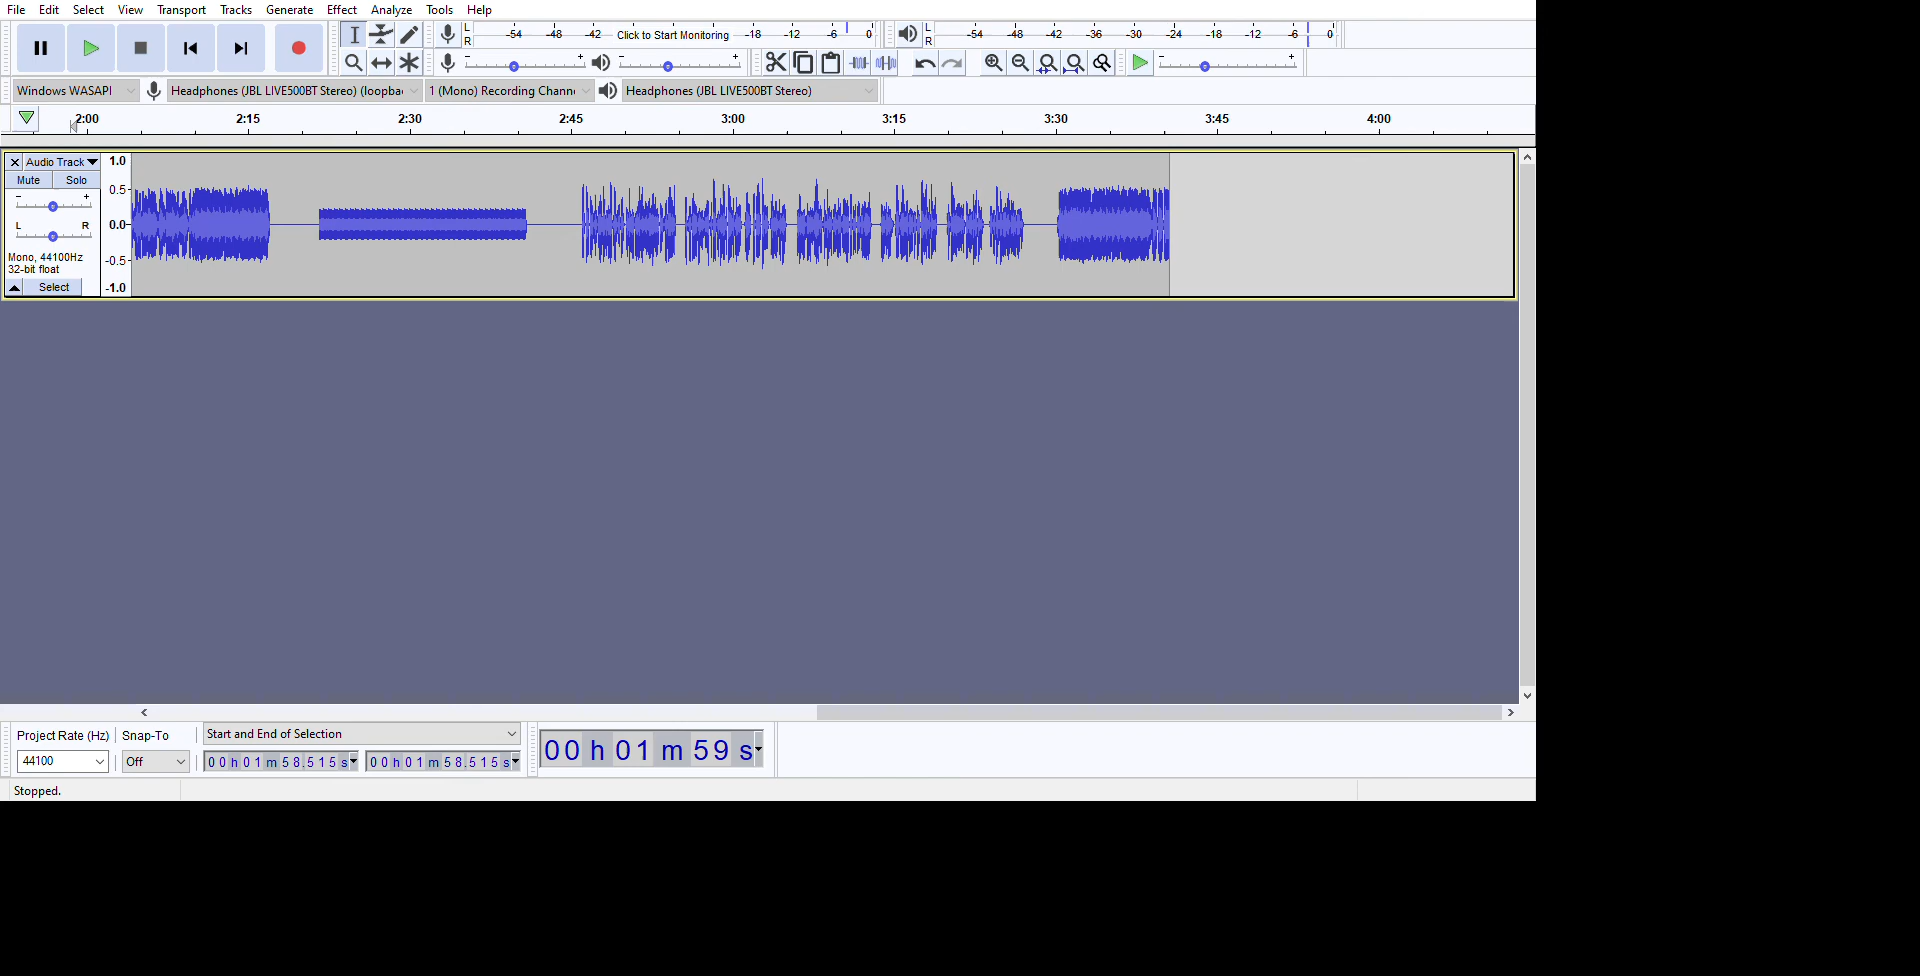 File Edit Select View Transport Tracks Generate Effect Analyze Tools Help
L R -54 -48 -42 Click to Start Monitoring -18 -12 -6 0 L R -54 -48 -42 -36 -30 -24 -18 -12 -6 0
- + - + - +
Windows WASAPI Headphones (JBL LIVE500BT Stereo) (loopba 1 (Mono) Recording Chann Headphones (JBL LIVE500BT Stereo)
2:00 2:15 2:30 2:45 3:00 3:15 3:30 3:45 4:00
Audio Track 1.0
Mute Solo 0.5
- +
L R 0.0
Mono, 44100Hz -0.5
32-bit float
Select -1.0
Project Rate (Hz) Snap-To Start and End of Selection
44100 Off 00 h 01 m 58.515 s 00 h 01 m 58.515 s 00 h 01 m 59 s
Stopped.